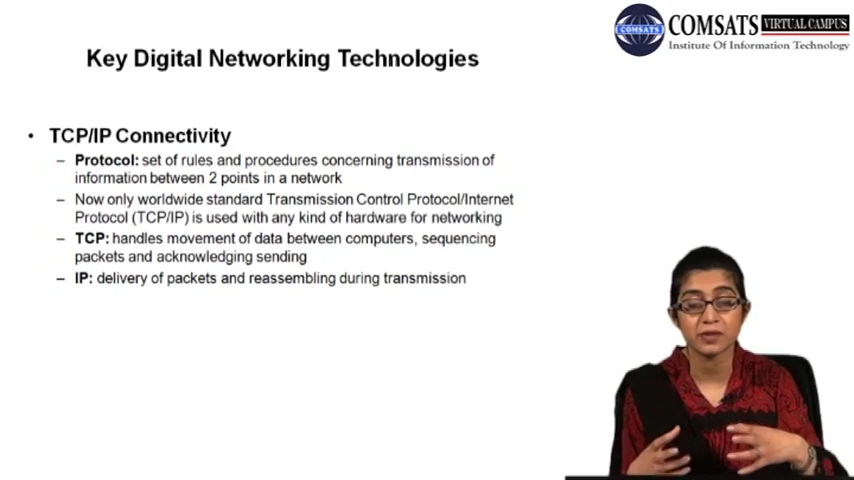 COMSATS VIRTUAL CAMPUS
COMSATS
Institute Of Information Technology
Key Digital Networking Technologies
• TCP/IP Connectivity
– Protocol: set of rules and procedures concerning transmission of
information between 2 points in a network
– Now only worldwide standard Transmission Control Protocol/Internet
Protocol (TCP/IP) is used with any kind of hardware for networking
– TCP: handles movement of data between computers, sequencing
packets and acknowledging sending
– IP: delivery of packets and reassembling during transmission